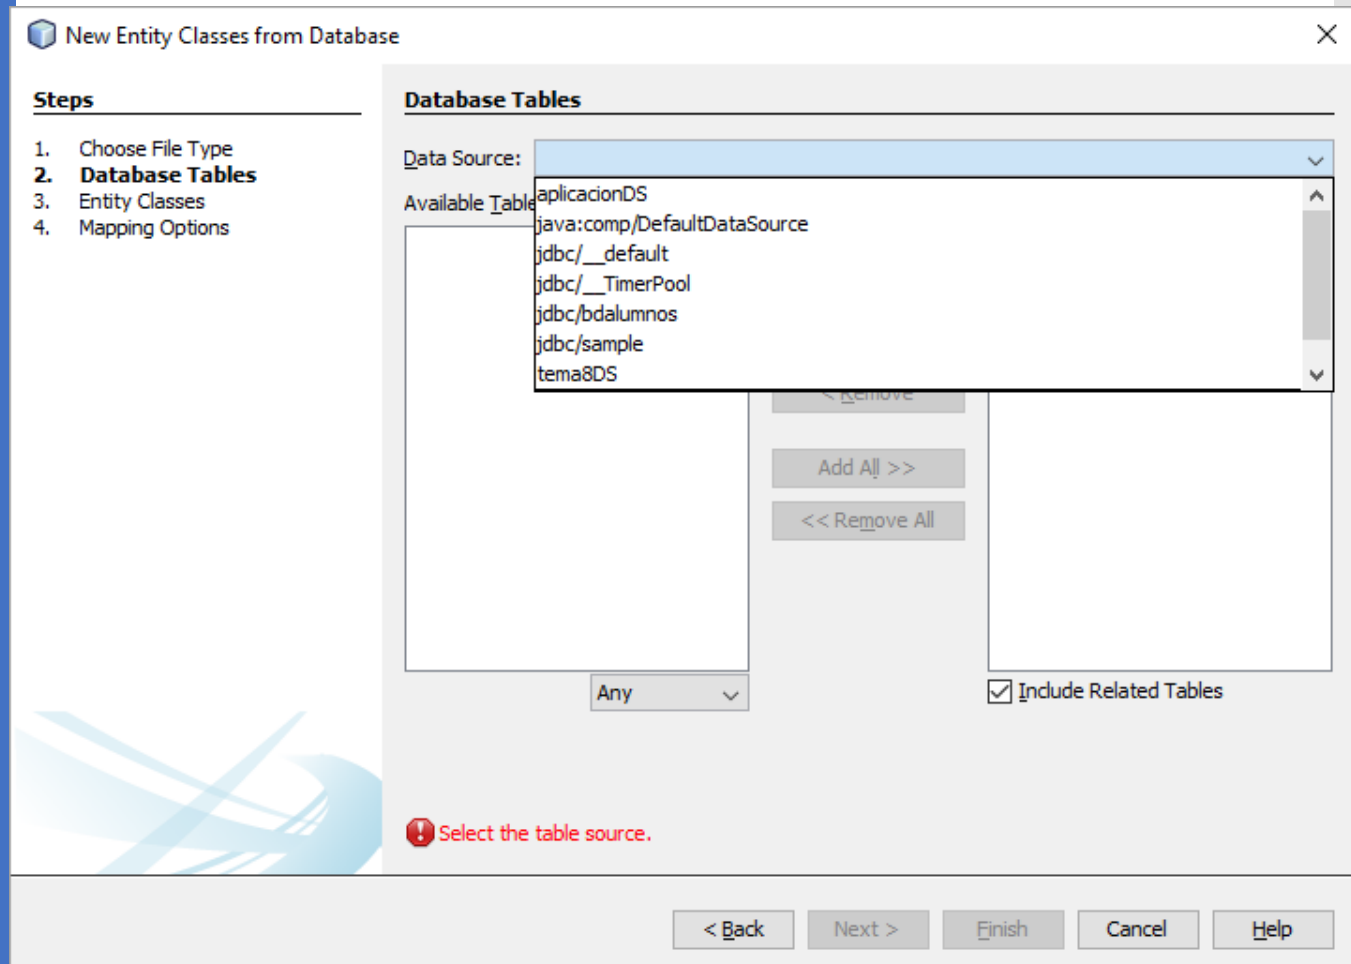 New Entity Classes from Database
Steps
1. Choose File Type
2. Database Tables
3. Entity Classes
4. Mapping Options
Database Tables
Data Source:
aplicacionDS
java:comp/DefaultDataSource
jdbc/__default
jdbc/__TimerPool
jdbc/bdalumnos
jdbc/sample
tema8DS
Available Table
< Remove
Add All >>
<< Remove All
Any
Include Related Tables
Select the table source.
< Back
Next >
Finish
Cancel
Help